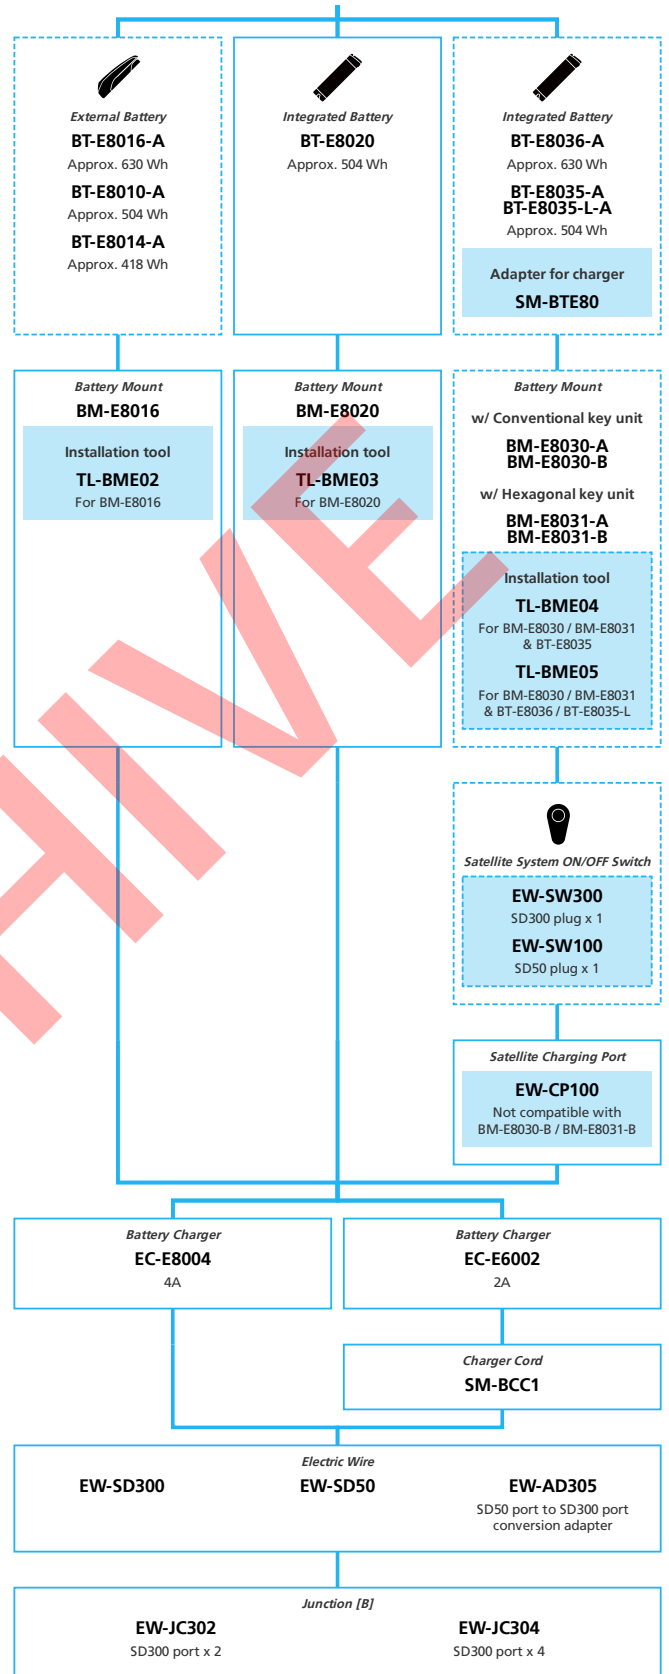 External Battery
BT-E8016-A
Approx. 630 Wh
BT-E8010-A
Approx. 504 Wh
BT-E8014-A
Approx. 418 Wh
Integrated Battery
BT-E8020
Approx. 504 Wh
Integrated Battery
BT-E8036-A
Approx. 630 Wh
BT-E8035-A
BT-E8035-L-A
Approx. 504 Wh
Adapter for charger
SM-BTE80
Battery Mount
BM-E8016
Installation tool
TL-BME02
For BM-E8016
Battery Mount
BM-E8020
Installation tool
TL-BME03
For BM-E8020
Battery Mount
w/ Conventional key unit
BM-E8030-A
BM-E8030-B
w/ Hexagonal key unit
BM-E8031-A
BM-E8031-B
Installation tool
TL-BME04
For BM-E8030 / BM-E8031
& BT-E8035
TL-BME05
For BM-E8030 / BM-E8031
& BT-E8036 / BT-E8035-L
Satellite System ON/OFF Switch
EW-SW300
SD300 plug x 1
EW-SW100
SD50 plug x 1
Satellite Charging Port
EW-CP100
Not compatible with
BM-E8030-B / BM-E8031-B
Battery Charger
EC-E8004
4A
Battery Charger
EC-E6002
2A
Charger Cord
SM-BCC1
Electric Wire
EW-SD300
EW-SD50
EW-AD305
SD50 port to SD300 port
conversion adapter
Junction [B]
EW-JC302
SD300 port x 2
EW-JC304
SD300 port x 4
HIVE